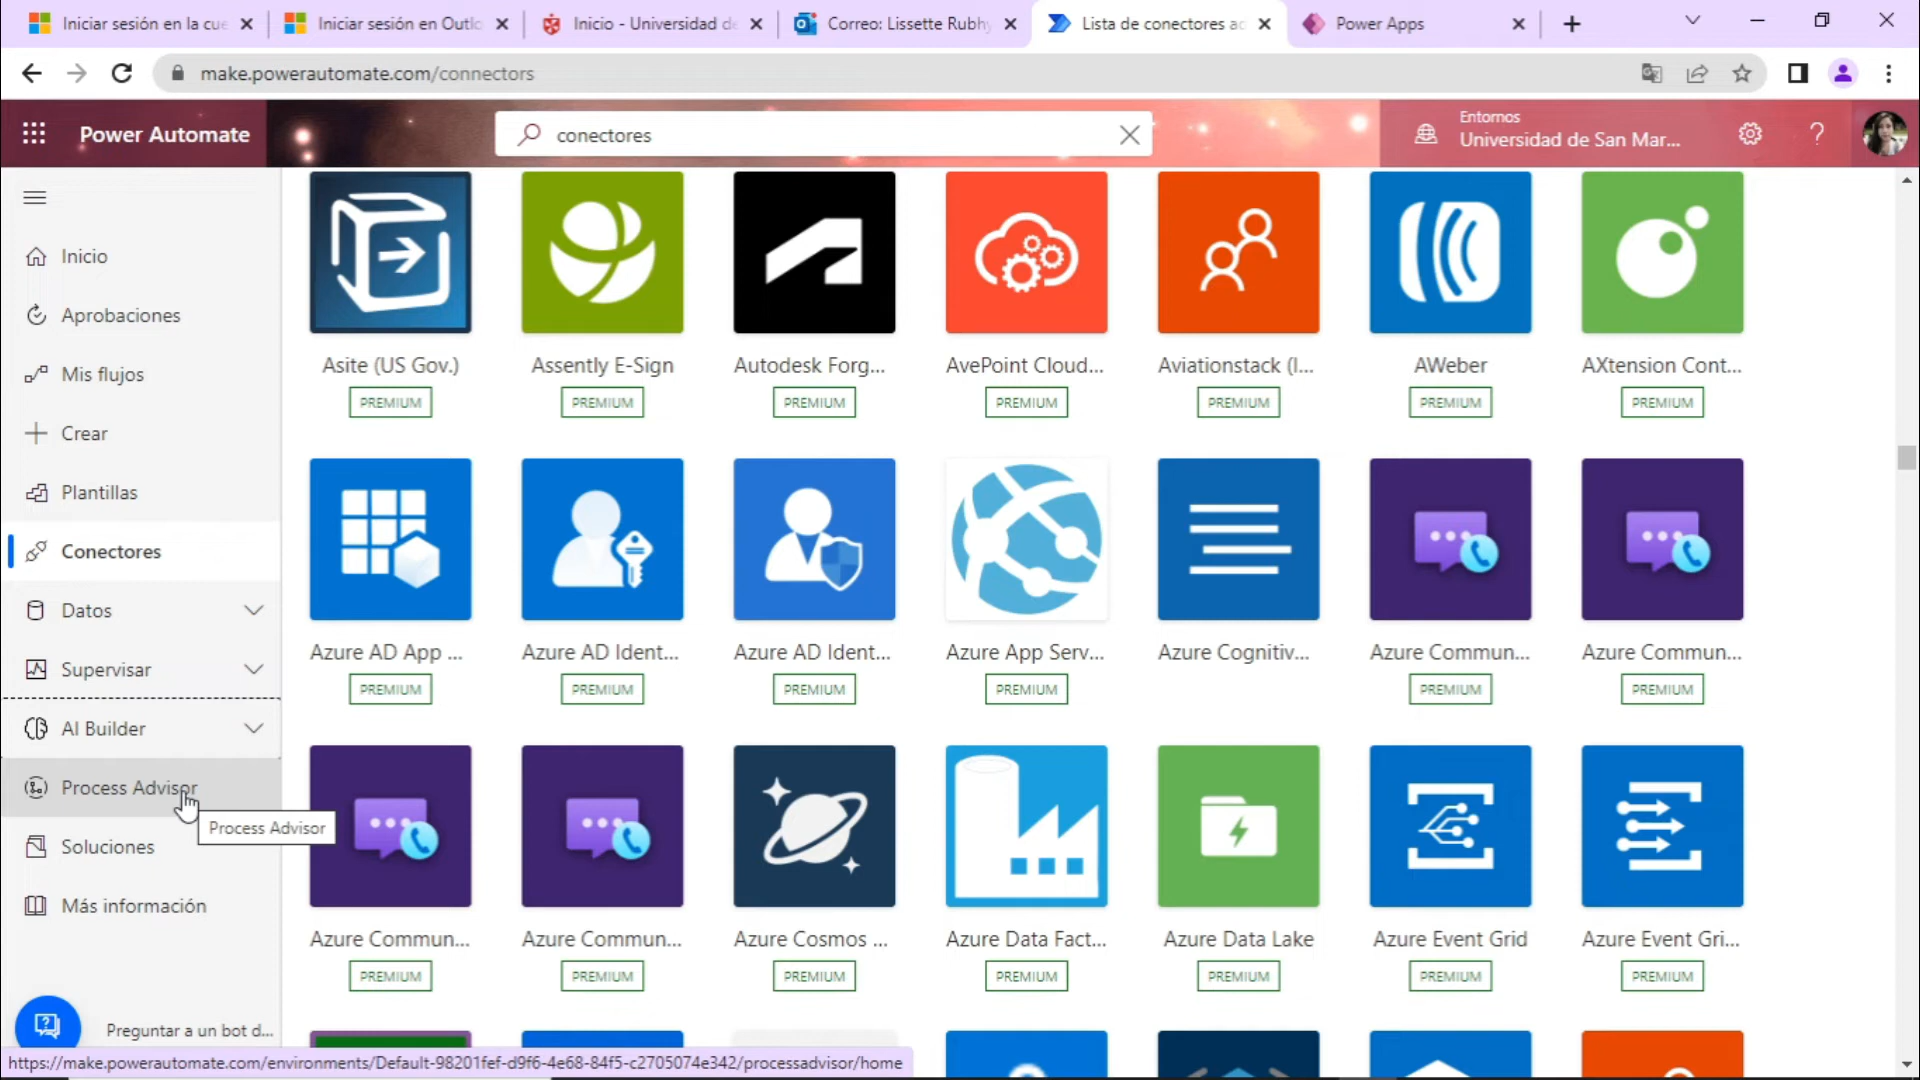 Iniciar sesión en la cue
Iniciar sesión en Outlo
Inicio - Universidad de
Correo: Lissette Rubhy
Lista de conectores ac
Power Apps
make.powerautomate.com/connectors
Power Automate
conectores
Entornos
Universidad de San Mar...
Inicio
Aprobaciones
Mis flujos
Crear
Plantillas
Conectores
Datos
Supervisar
AI Builder
Process Advisor
Process Advisor
Soluciones
Más información
Preguntar a un bot d...
Asite (US Gov.)
Assently E-Sign
Autodesk Forg...
AvePoint Cloud...
Aviationstack (I...
AWeber
AXtension Cont...
PREMIUM
PREMIUM
PREMIUM
PREMIUM
PREMIUM
PREMIUM
PREMIUM
Azure AD App ...
Azure AD Ident...
Azure AD Ident...
Azure App Serv...
Azure Cognitiv...
Azure Commun...
Azure Commun...
PREMIUM
PREMIUM
PREMIUM
PREMIUM
PREMIUM
PREMIUM
Azure Commun...
Azure Commun...
Azure Cosmos ...
Azure Data Fact...
Azure Data Lake
Azure Event Grid
Azure Event Gri...
PREMIUM
PREMIUM
PREMIUM
PREMIUM
PREMIUM
PREMIUM
PREMIUM
https://make.powerautomate.com/environments/Default-98201fef-d9f6-4e68-84f5-c2705074e342/processadvisor/home